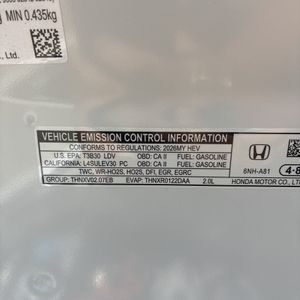 MIN 0.435kg
., Ltd.
VEHICLE EMISSION CONTROL INFORMATION
CONFORMS TO REGULATIONS: 2026MY HEV
U.S. EPA: T3B30 LDV OBD: CA II FUEL: GASOLINE
CALIFORNIA: L4SULEV30 PC OBD: CA II FUEL: GASOLINE
TWC, WR-HO2S, HO2S, DFI, EGR, EGRC
GROUP: THNXV02.07EB EVAP: THNXR0122DAA 2.0L
6NH-A81
HONDA MOTOR CO., LT